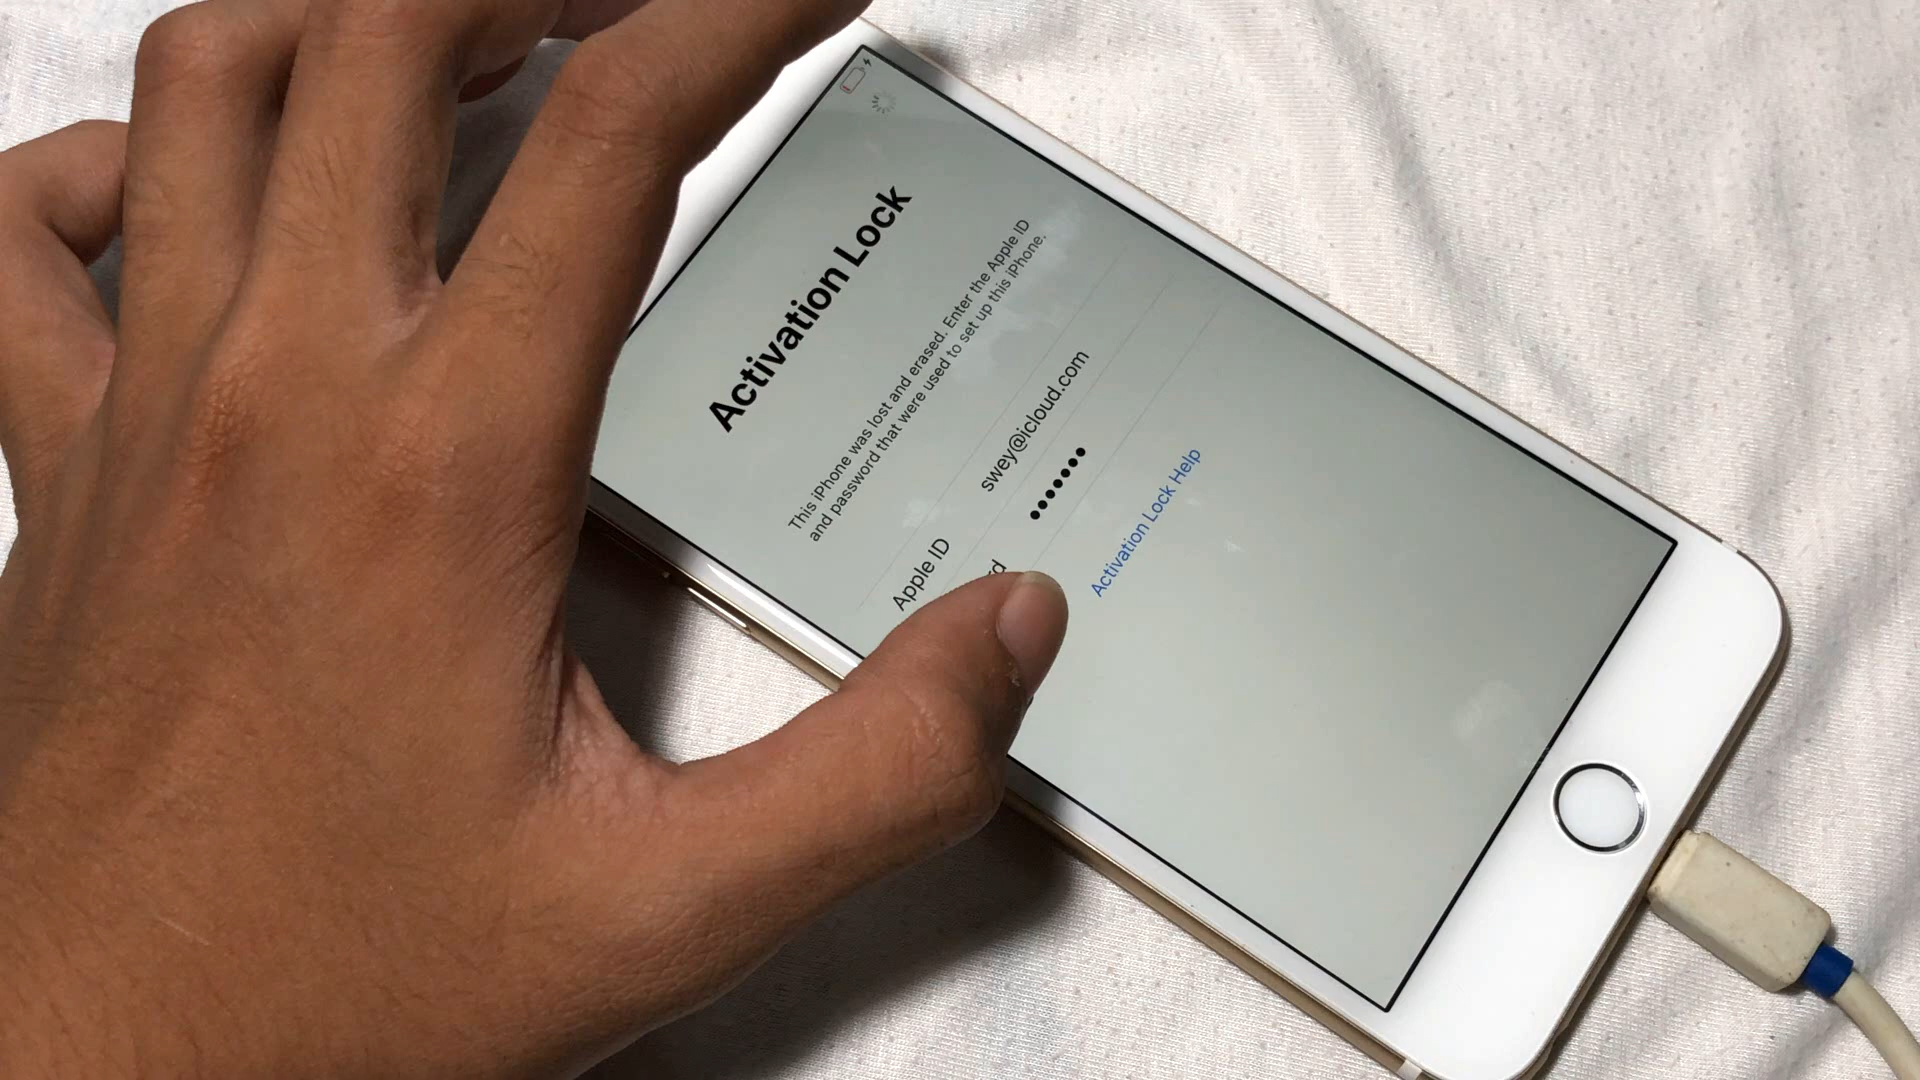 Activation Lock
This iPhone was lost and erased. Enter the Apple ID
and password that were used to set up this iPhone.
Apple ID swey@icloud.com
rd •••••••
Activation Lock Help